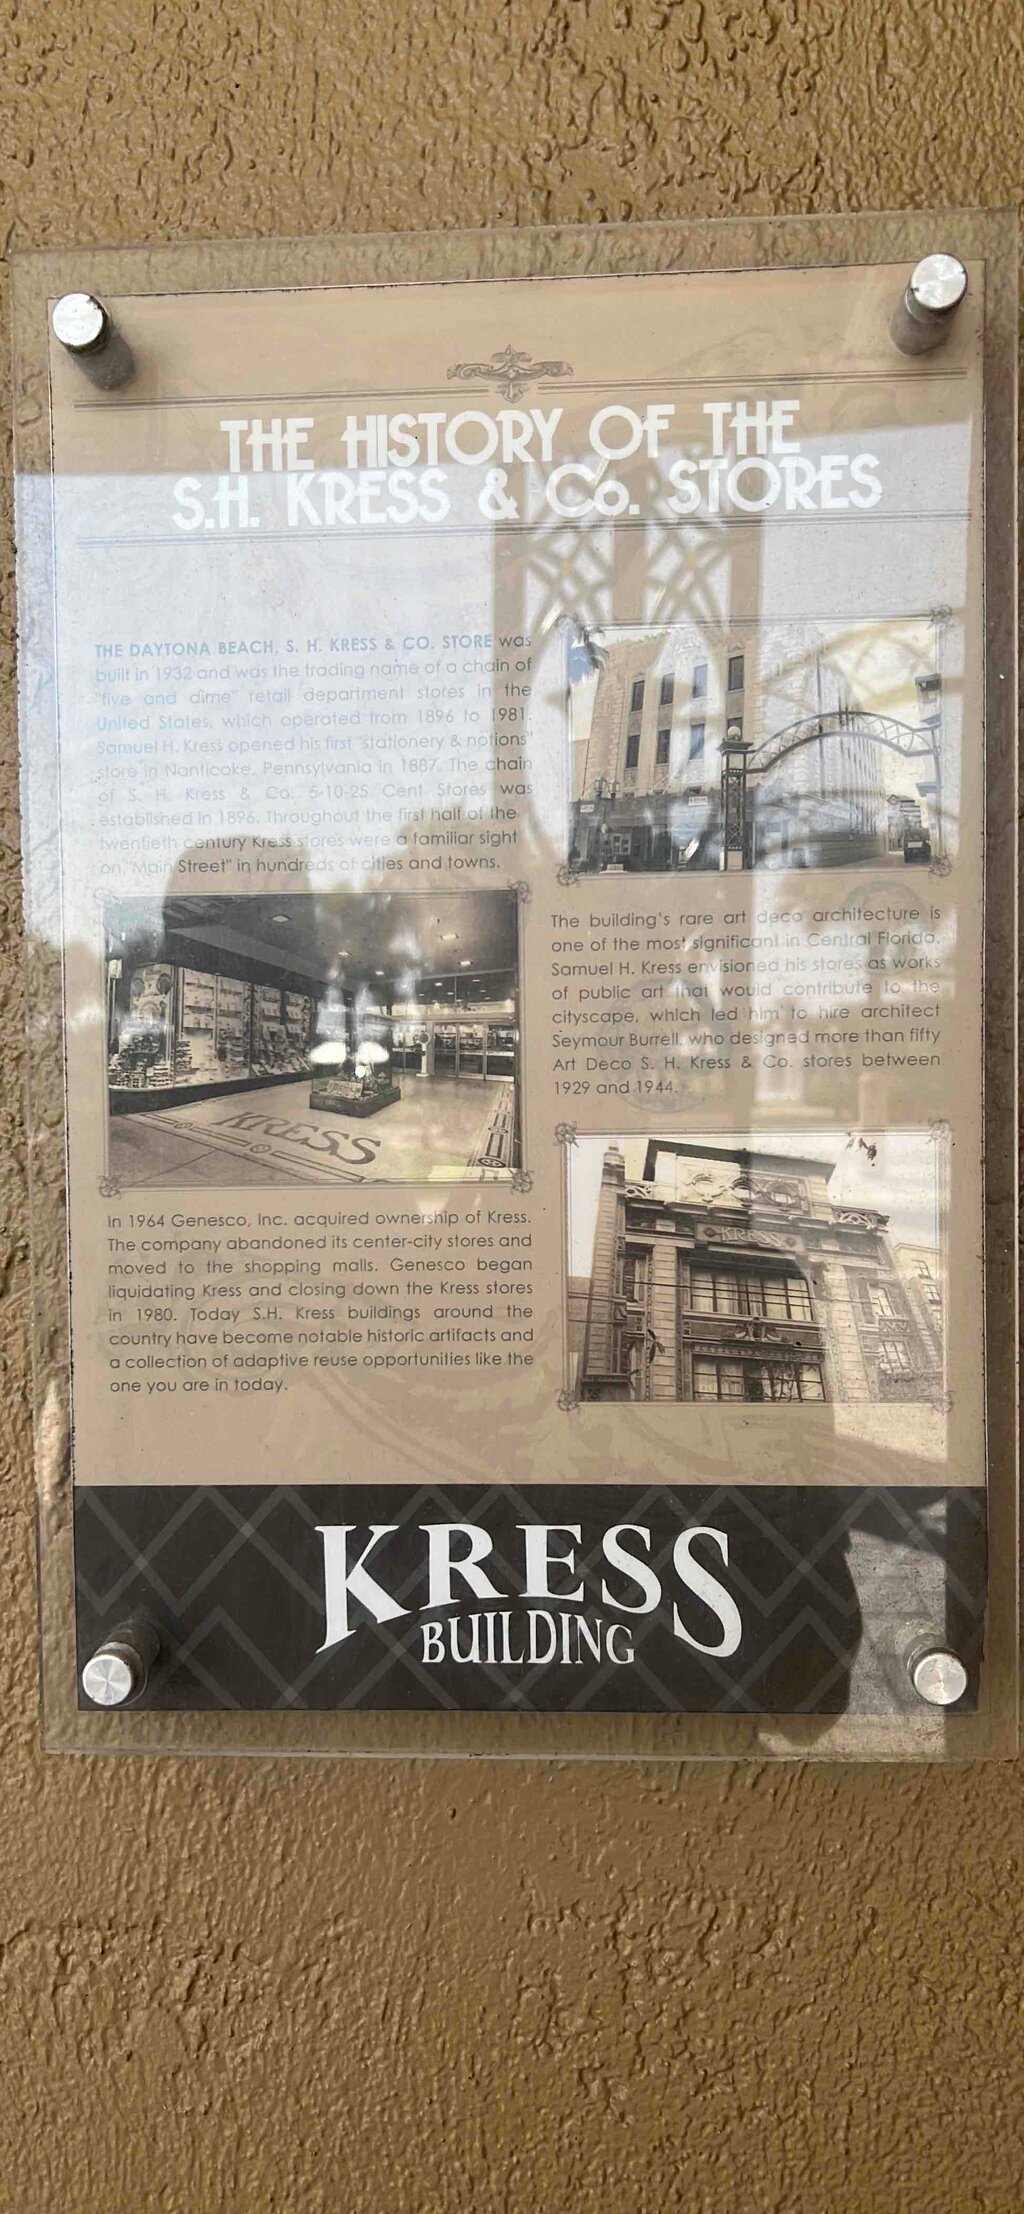 THE HISTORY OF THE
S.H. KRESS & Co. STORES
THE DAYTONA BEACH, S. H. KRESS & CO. STORE was
built in 1932 and was the trading name of a chain of
"five and dime" retail department stores in the
United States, which operated from 1896 to 1981.
Samuel H. Kress opened his first "stationery & notions"
store in Nanticoke, Pennsylvania in 1887. The chain
of S. H. Kress & Co. 5-10-25 Cent Stores was
established in 1896. Throughout the first half of the
twentieth century Kress stores were a familiar sight
on "Main Street" in hundreds of cities and towns.
KRESS
In 1964 Genesco, Inc. acquired ownership of Kress.
The company abandoned its center-city stores and
moved to the shopping malls. Genesco began
liquidating Kress and closing down the Kress stores
in 1980. Today S.H. Kress buildings around the
country have become notable historic artifacts and
a collection of adaptive reuse opportunities like the
one you are in today.
The building's rare art deco architecture is
one of the most significant in Central Florida.
Samuel H. Kress envisioned his stores as works
of public art that would contribute to the
cityscape, which led him to hire architect
Seymour Burrell, who designed more than fifty
Art Deco S. H. Kress & Co. stores between
1929 and 1944.
KRESS
KRESS
BUILDING